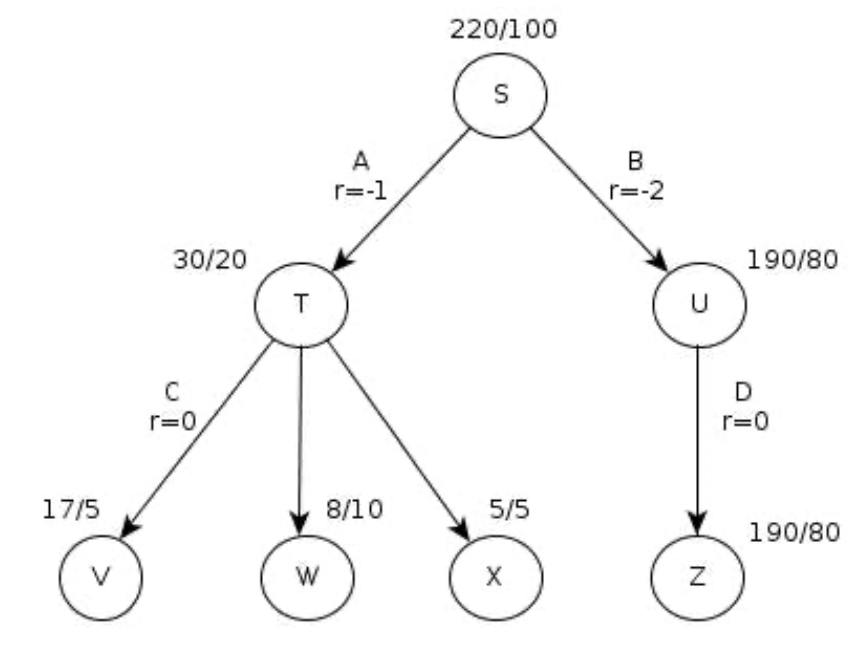 220/100
S
A
r=-1
B
r=-2
30/20
190/80
T
U
C
r=0
D
r=0
17/5
8/10
5/5
190/80
V
W
X
Z